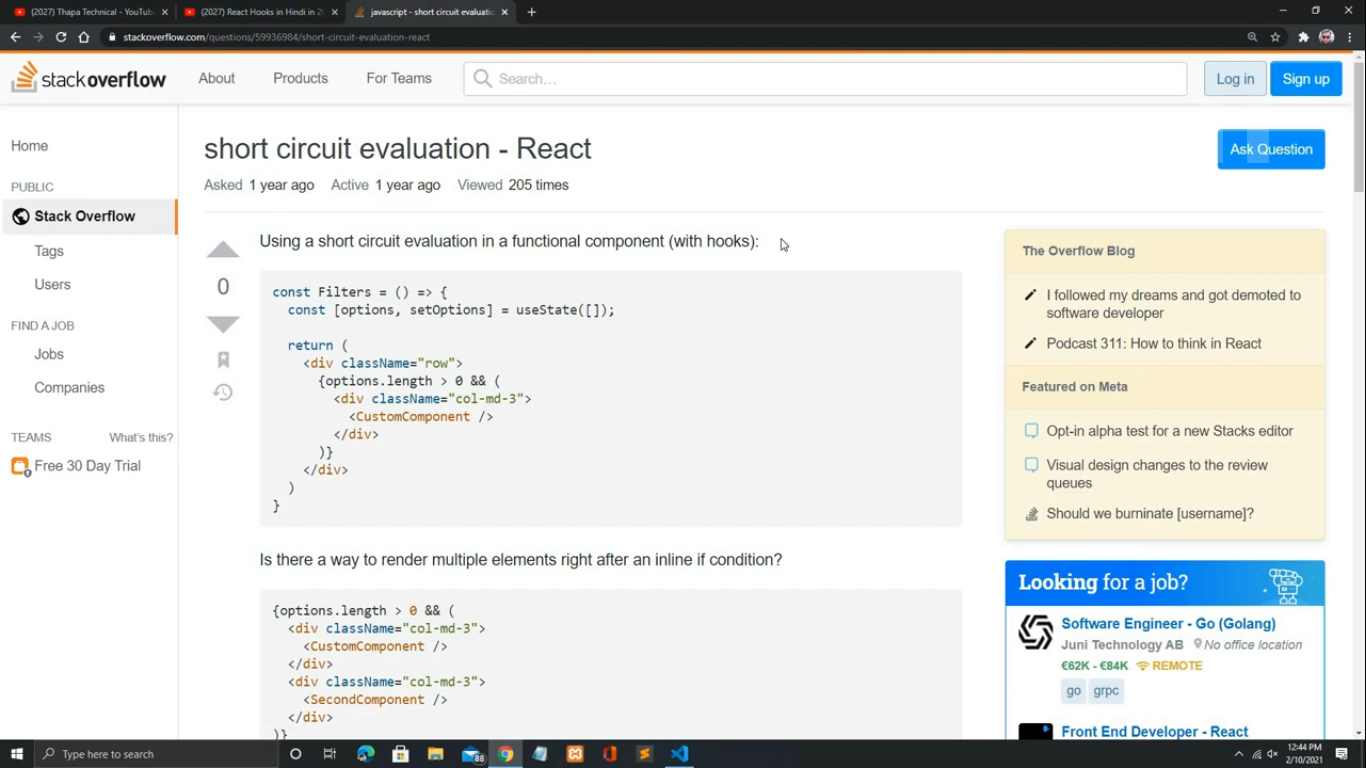 (2027) Thapa Technical - YouTub
(2027) React Hooks in Hindi in 20
javascript - short circuit evaluatio
stackoverflow.com/questions/59936984/short-circuit-evaluation-react
stackoverflow
About
Products
For Teams
Search...
Log in
Sign up
Home
PUBLIC
Stack Overflow
Tags
Users
FIND A JOB
Jobs
Companies
TEAMS
What's this?
Free 30 Day Trial
short circuit evaluation - React
Ask Question
Asked 1 year ago Active 1 year ago Viewed 205 times
0
Using a short circuit evaluation in a functional component (with hooks):
const Filters = () => {
const [options, setOptions] = useState([]);
return (
<div className="row">
{options.length > 0 && (
<div className="col-md-3">
<CustomComponent />
</div>
)}
</div>
)
}
Is there a way to render multiple elements right after an inline if condition?
{options.length > 0 && (
<div className="col-md-3">
<CustomComponent />
</div>
<div className="col-md-3">
<SecondComponent />
</div>
)}
The Overflow Blog
I followed my dreams and got demoted to
software developer
Podcast 311: How to think in React
Featured on Meta
Opt-in alpha test for a new Stacks editor
Visual design changes to the review
queues
Should we burninate [username]?
Looking for a job?
Software Engineer - Go (Golang)
Juni Technology AB No office location
€62K - €84K REMOTE
go grpc
Front End Developer - React
Type here to search
88
12:44 PM
2/10/2021